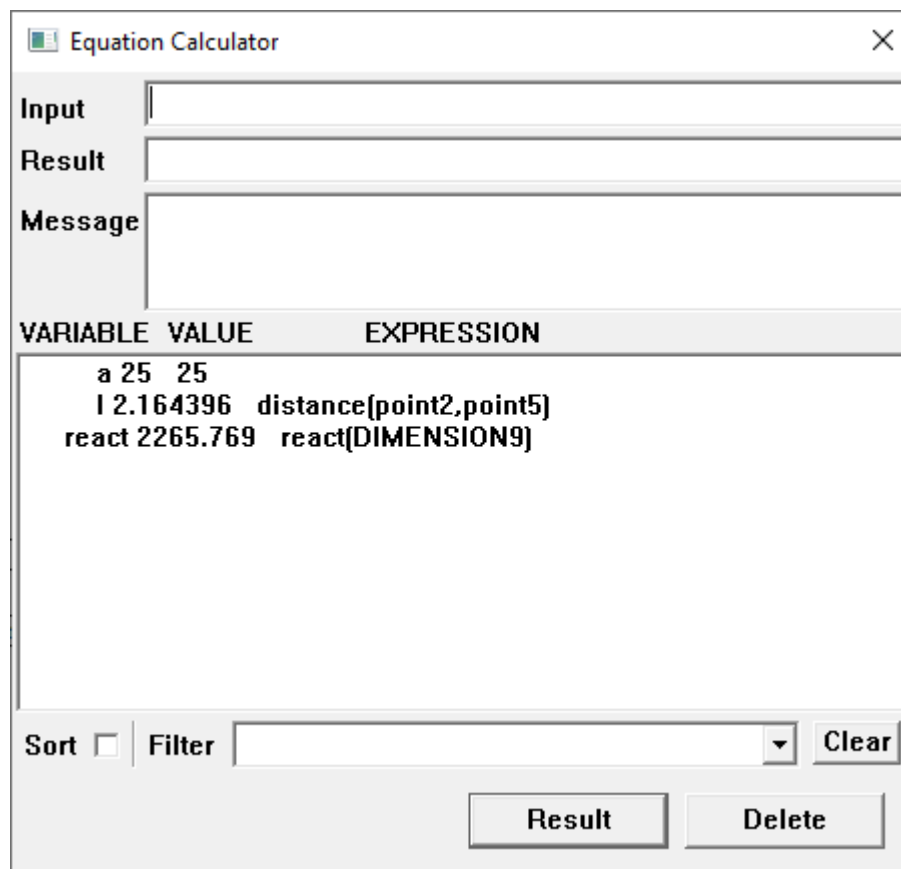 Equation Calculator
Input
Result
Message
VARIABLE VALUE EXPRESSION
a 25 25
l 2.164396 distance(point2,point5)
react 2265.769 react(DIMENSION9)
Sort Filter Clear
Result Delete